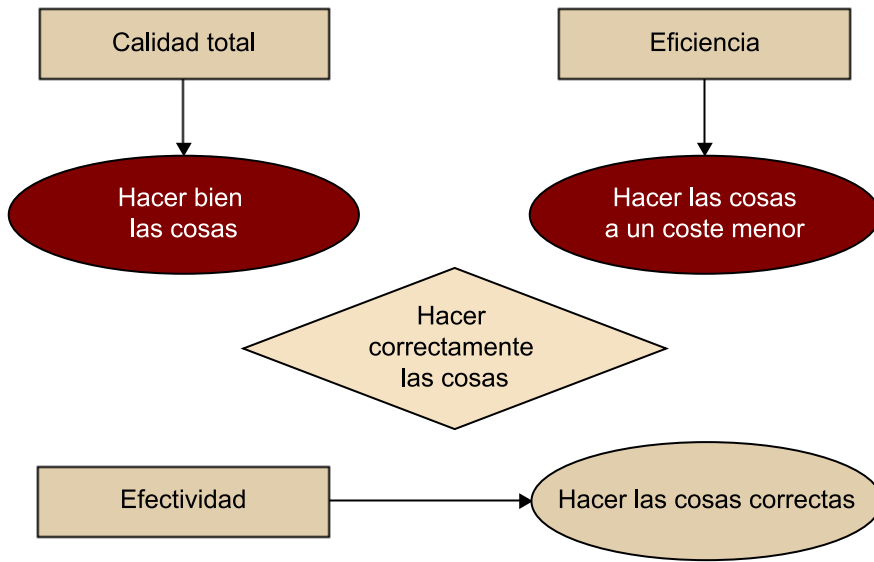 Calidad total
Eficiencia
Hacer bien
las cosas
Hacer las cosas
a un coste menor
Hacer
correctamente
las cosas
Efectividad
Hacer las cosas correctas